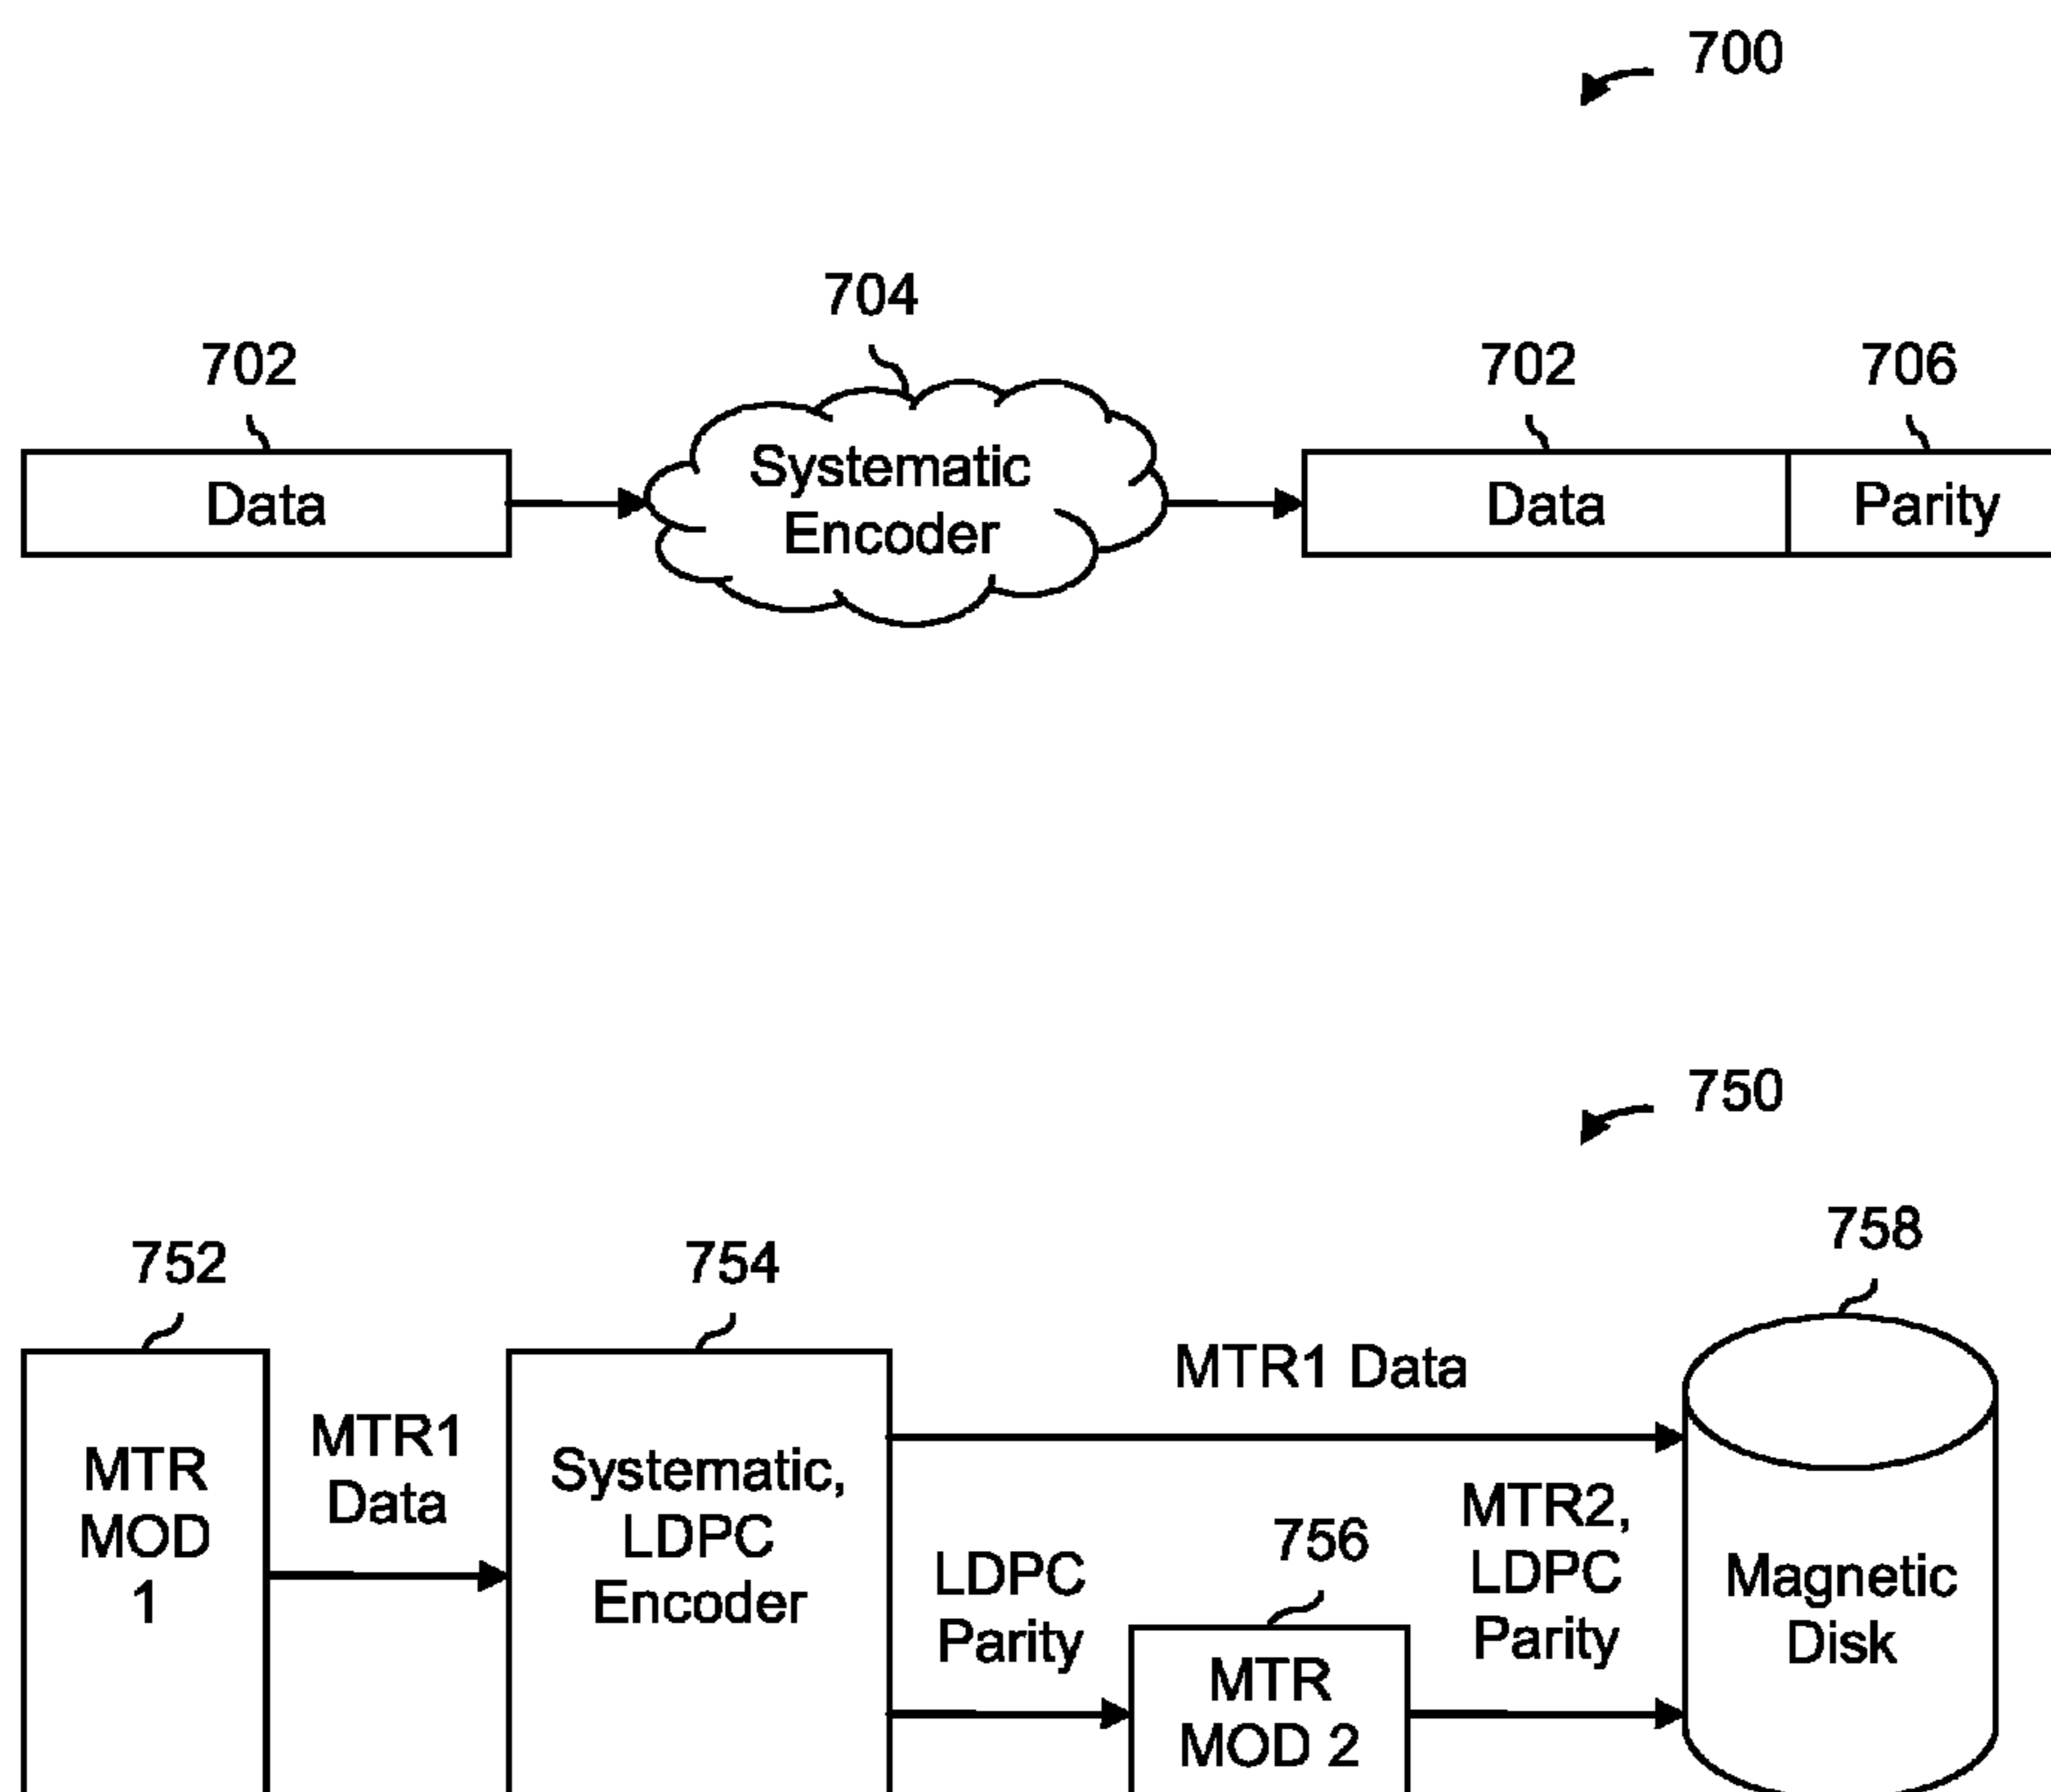 700
704
702
702
706
Data
Systematic
Encoder
Data
Parity
750
752
754
758
MTR
MOD
1
MTR1
Data
Systematic,
LDPC
Encoder
MTR1 Data
LDPC
Parity
756
MTR
MOD 2
MTR2,
LDPC
Parity
Magnetic
Disk